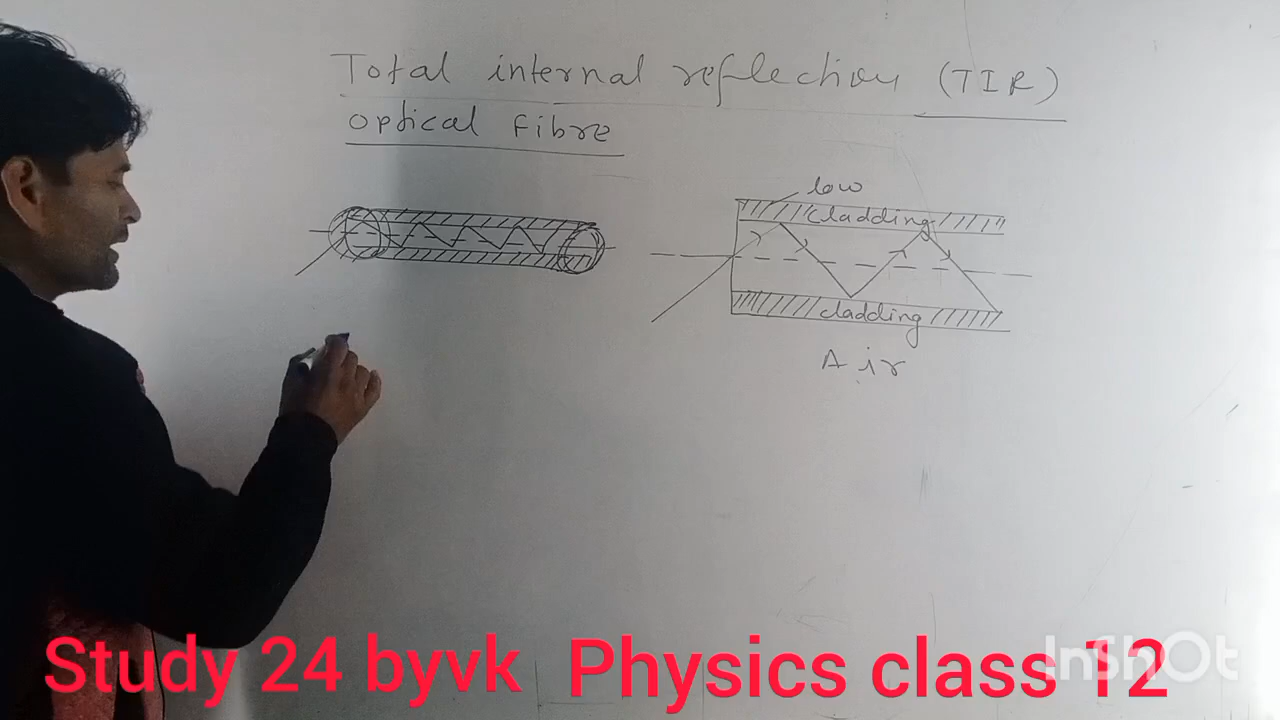 Total internal reflection (TIR)
optical Fibre
low
cladding
cladding
Air
Study 24 byvk Physics class 12
InShOt